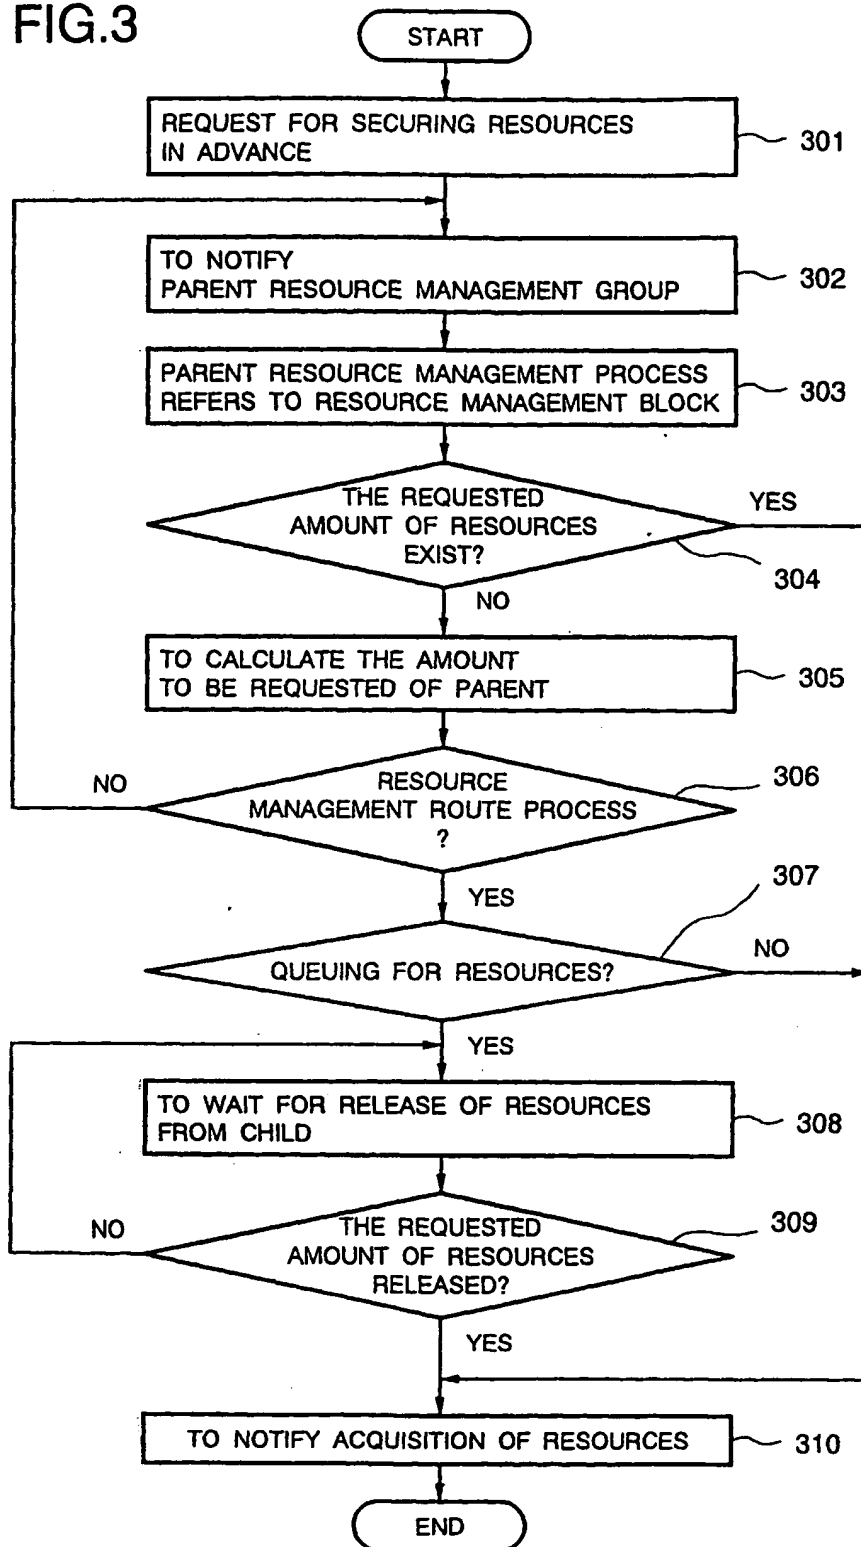 FIG.3
START
REQUEST FOR SECURING RESOURCES
IN ADVANCE
301
TO NOTIFY
PARENT RESOURCE MANAGEMENT GROUP
302
PARENT RESOURCE MANAGEMENT PROCESS
REFERS TO RESOURCE MANAGEMENT BLOCK
303
THE REQUESTED
AMOUNT OF RESOURCES
EXIST?
YES
304
NO
TO CALCULATE THE AMOUNT
TO BE REQUESTED OF PARENT
305
NO
RESOURCE
MANAGEMENT ROUTE PROCESS
?
306
YES
307
QUEUING FOR RESOURCES?
NO
YES
TO WAIT FOR RELEASE OF RESOURCES
FROM CHILD
308
NO
THE REQUESTED
AMOUNT OF RESOURCES
RELEASED?
309
YES
TO NOTIFY ACQUISITION OF RESOURCES
310
END